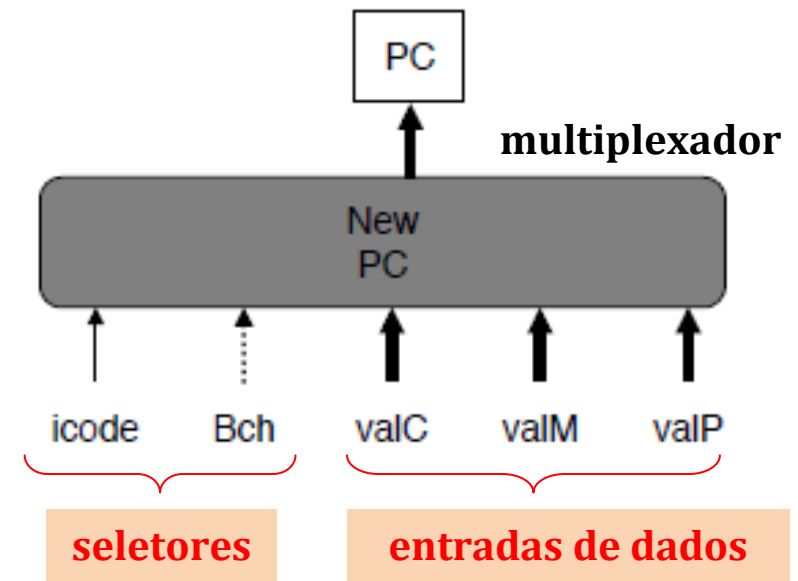 PC
multiplexador
New
PC
icode Bch valC valM valP
seletores entradas de dados